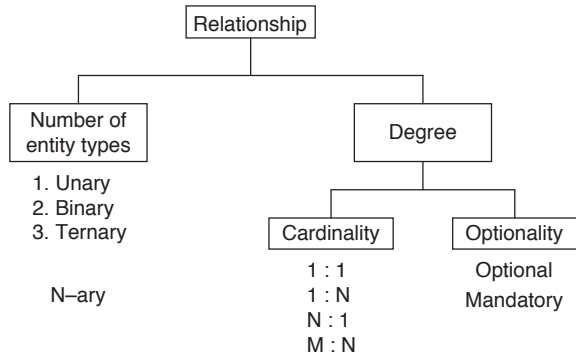 Relationship
Number of
entity types
1. Unary
2. Binary
3. Ternary
N–ary
Degree
Cardinality
1 : 1
1 : N
N : 1
M : N
Optionality
Optional
Mandatory